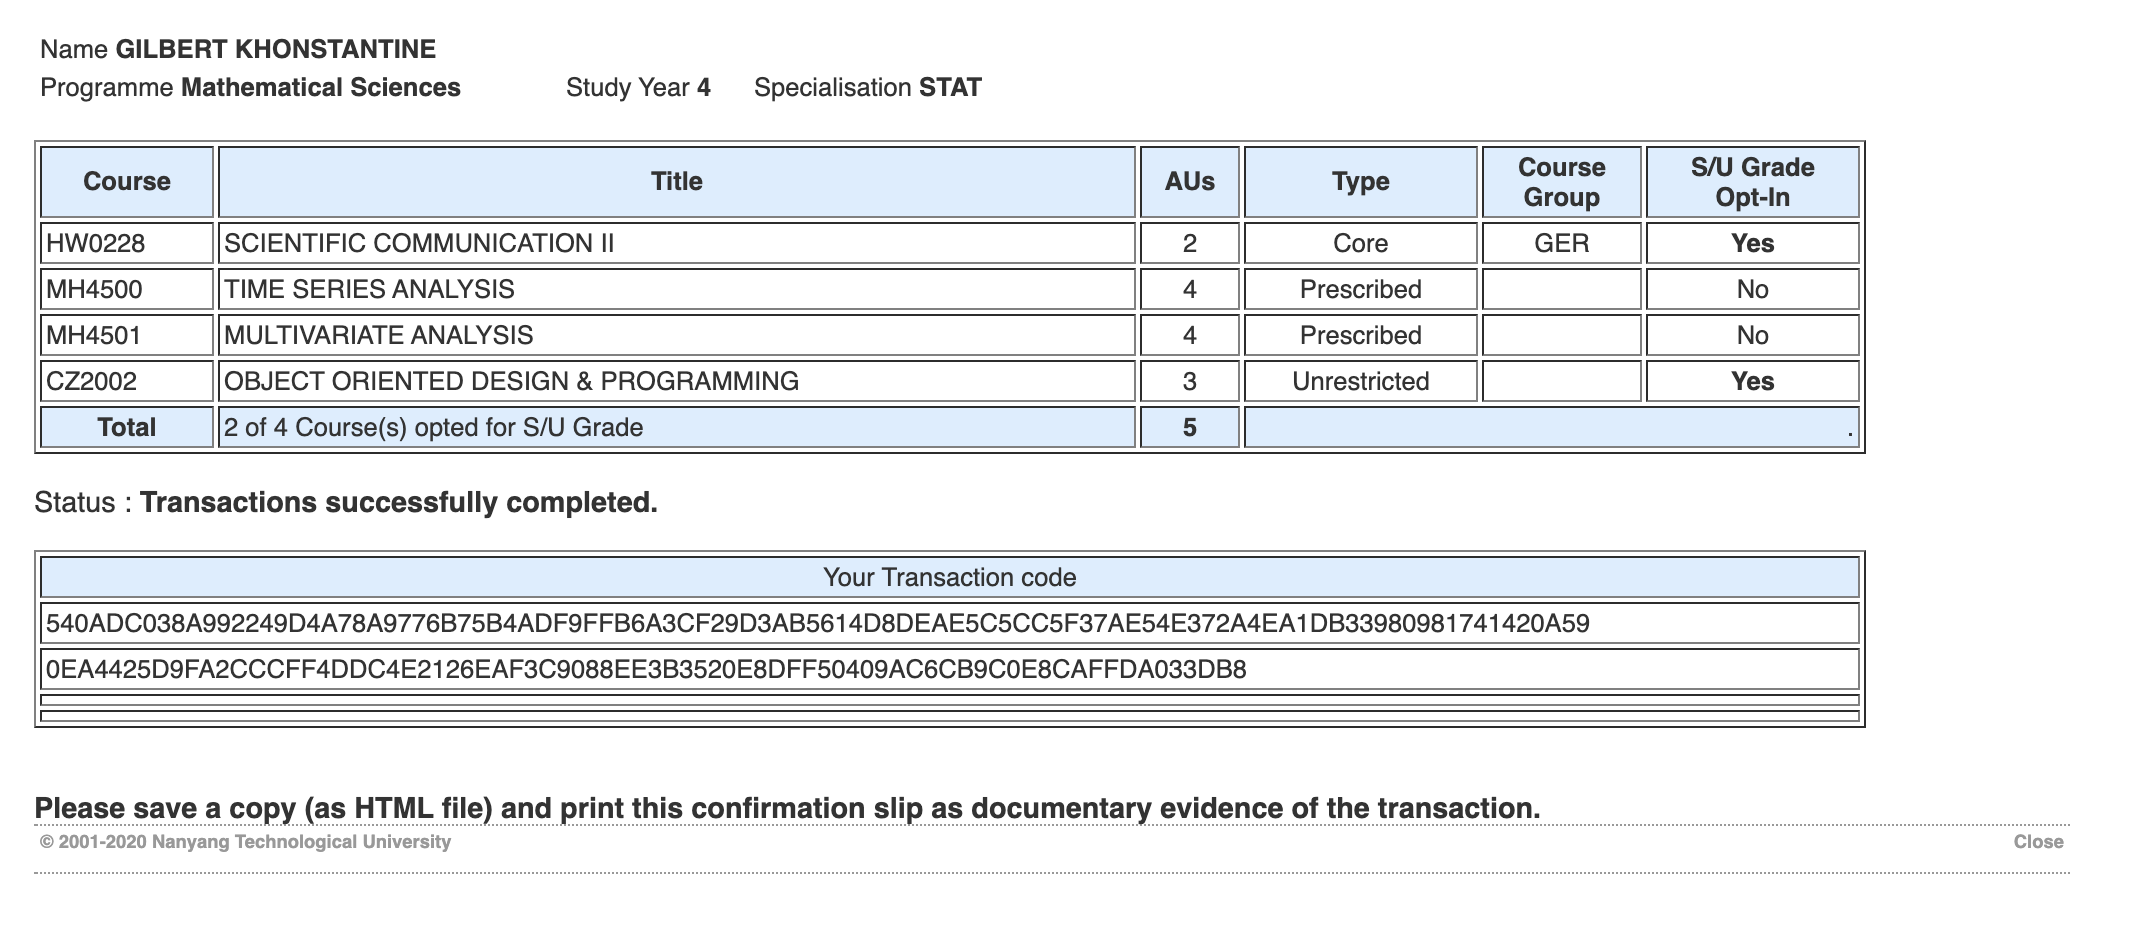 Name GILBERT KHONSTANTINE
Programme Mathematical Sciences Study Year 4 Specialisation STAT
Course Title AUs Type Course Group S/U Grade Opt-In
HW0228 SCIENTIFIC COMMUNICATION II 2 Core GER Yes
MH4500 TIME SERIES ANALYSIS 4 Prescribed No
MH4501 MULTIVARIATE ANALYSIS 4 Prescribed No
CZ2002 OBJECT ORIENTED DESIGN & PROGRAMMING 3 Unrestricted Yes
Total 2 of 4 Course(s) opted for S/U Grade 5 .
Status : Transactions successfully completed.
Your Transaction code
540ADC038A992249D4A78A9776B75B4ADF9FFB6A3CF29D3AB5614D8DEAE5C5CC5F37AE54E372A4EA1DB33980981741420A59
0EA4425D9FA2CCCFF4DDC4E2126EAF3C9088EE3B3520E8DFF50409AC6CB9C0E8CAFFDA033DB8
Please save a copy (as HTML file) and print this confirmation slip as documentary evidence of the transaction.
© 2001-2020 Nanyang Technological University Close